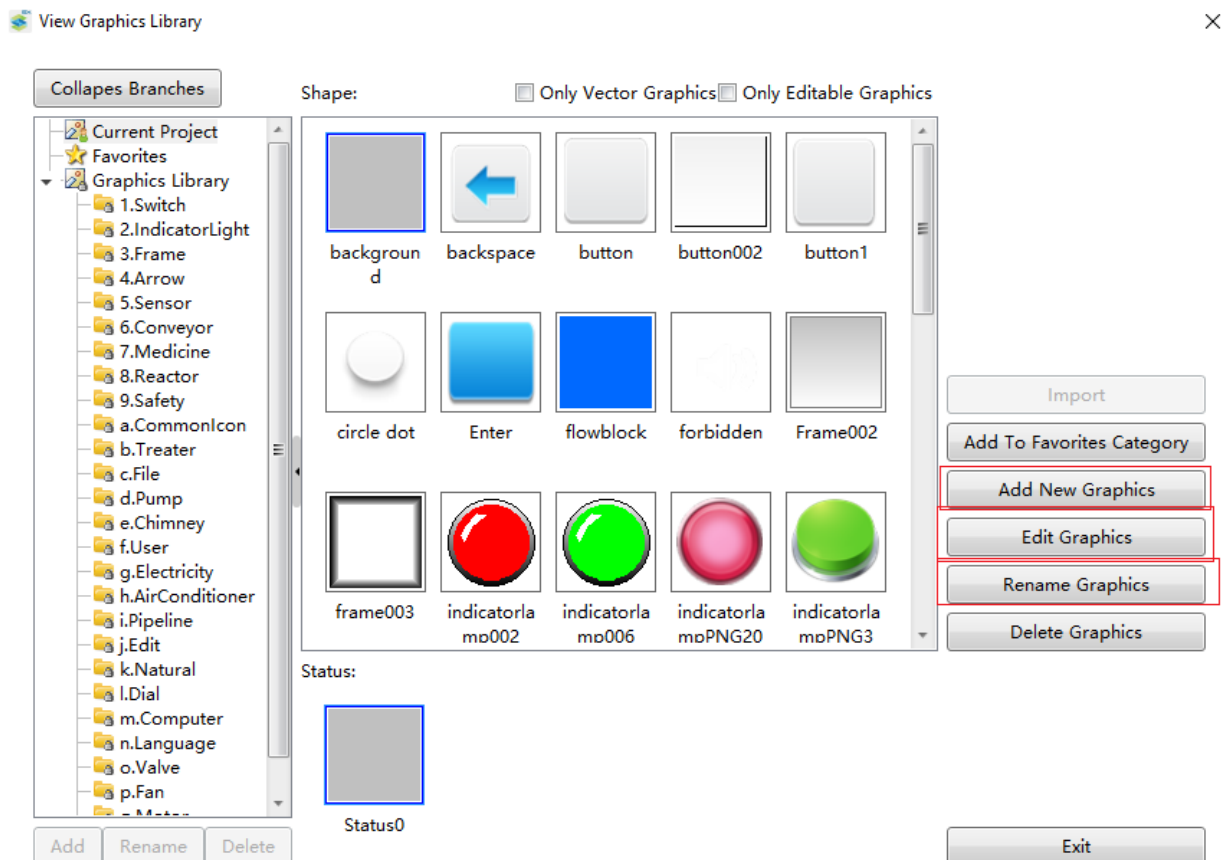 View Graphics Library
Collapes Branches
Shape:
Only Vector Graphics
Only Editable Graphics
Current Project
Favorites
Graphics Library
1.Switch
2.IndicatorLight
3.Frame
4.Arrow
5.Sensor
6.Conveyor
7.Medicine
8.Reactor
9.Safety
a.CommonIcon
b.Treater
c.File
d.Pump
e.Chimney
f.User
g.Electricity
h.AirConditioner
i.Pipeline
j.Edit
k.Natural
l.Dial
m.Computer
n.Language
o.Valve
p.Fan
Add
Rename
Delete
backgroun
d
backspace
button
button002
button1
circle dot
Enter
flowblock
forbidden
Frame002
frame003
indicatorla
mp002
indicatorla
mp006
indicatorla
mpPNG20
indicatorla
mpPNG3
Status:
Status0
Import
Add To Favorites Category
Add New Graphics
Edit Graphics
Rename Graphics
Delete Graphics
Exit